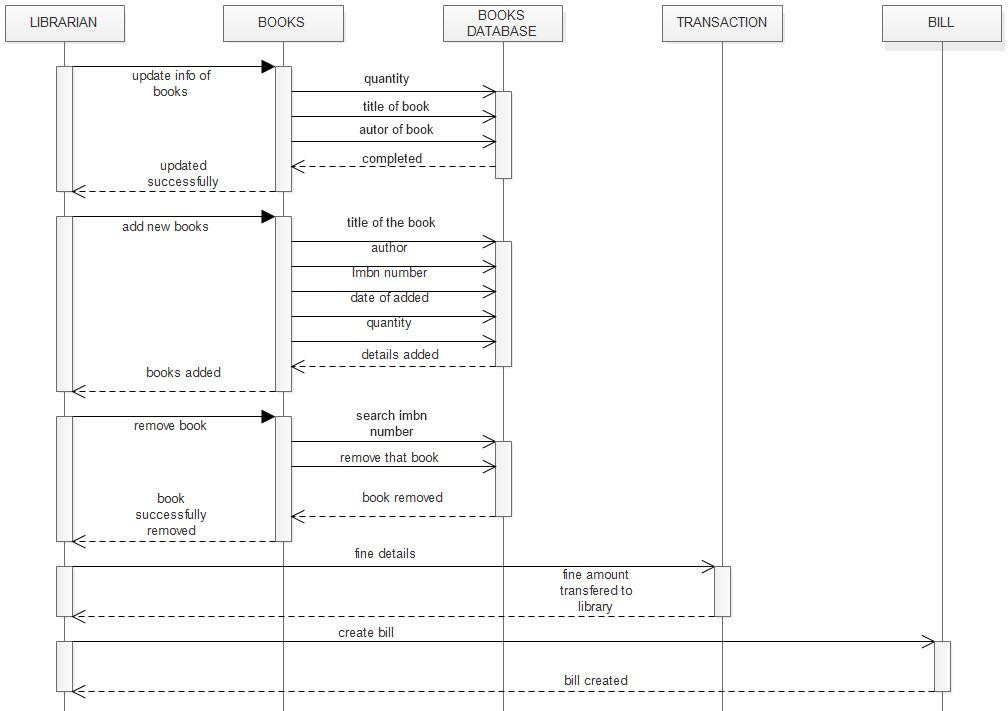 LIBRARIAN
BOOKS
BOOKS
DATABASE
TRANSACTION
BILL
update info of
books
quantity
title of book
autor of book
completed
updated
successfully
add new books
title of the book
author
Imbn number
date of added
quantity
details added
books added
remove book
search imbn
number
remove that book
book removed
book
successfully
removed
fine details
fine amount
transfered to
library
create bill
bill created